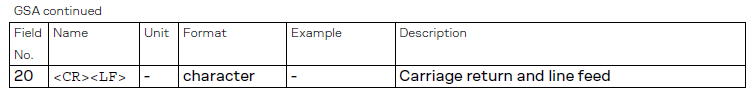 GSA continued
Field No. Name Unit Format Example Description
20 <CR><LF> - character - Carriage return and line feed